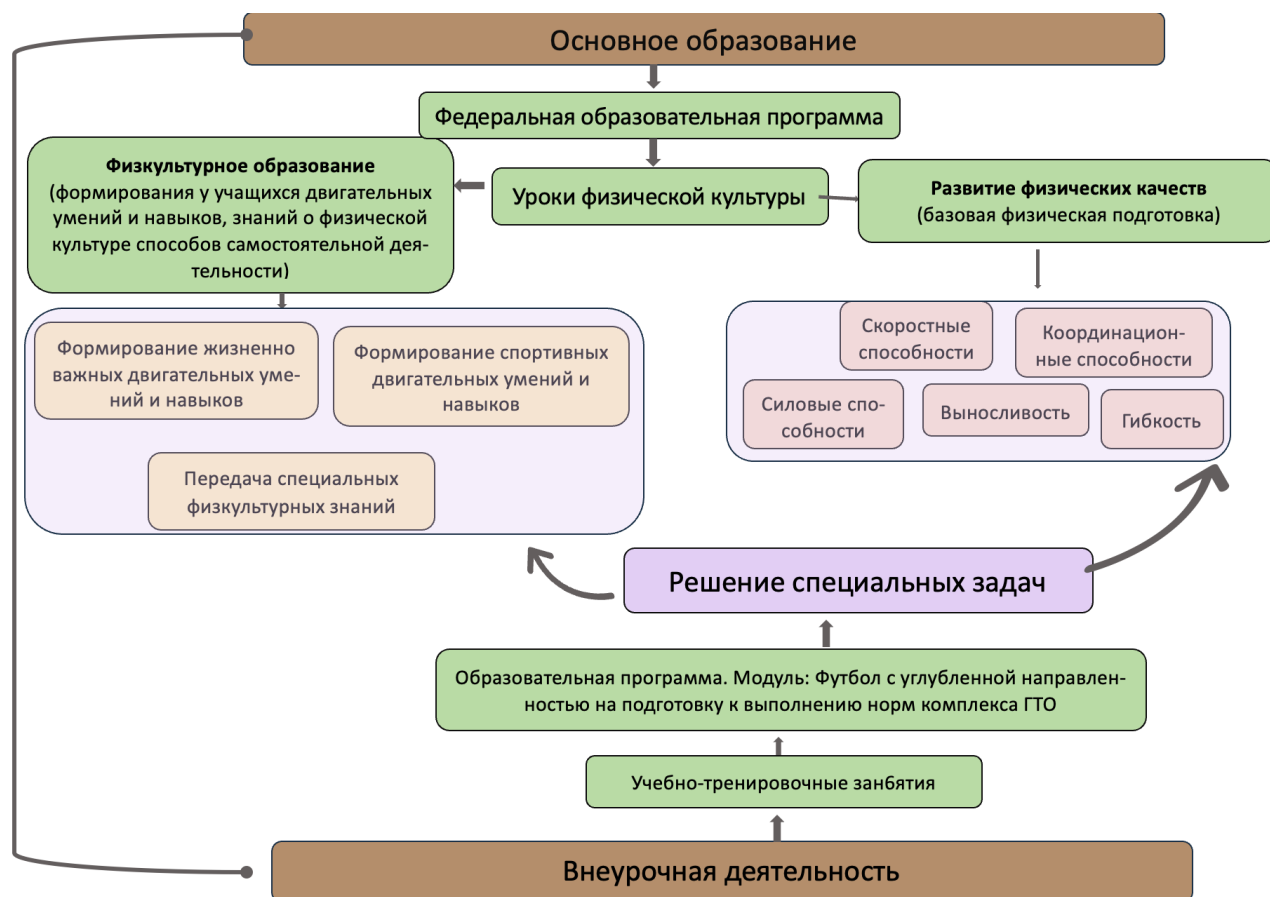 Основное образование
Федеральная образовательная программа
Физкультурное образование
(формирования у учащихся двигательных
умений и навыков, знаний о физической
культуре способов самостоятельной дея-
тельности)
Уроки физической культуры
Развитие физических качеств
(базовая физическая подготовка)
Формирование жизненно
важных двигательных уме-
ний и навыков
Формирование спортивных
двигательных умений и
навыков
Передача специальных
физкультурных знаний
Скоростные
способности
Координацион-
ные способности
Силовые спо-
собности
Выносливость
Гибкость
Решение специальных задач
Образовательная программа. Модуль: Футбол с углубленной направлен-
ностью на подготовку к выполнению норм комплекса ГТО
Учебно-тренировочные зан6ятия
Внеурочная деятельность